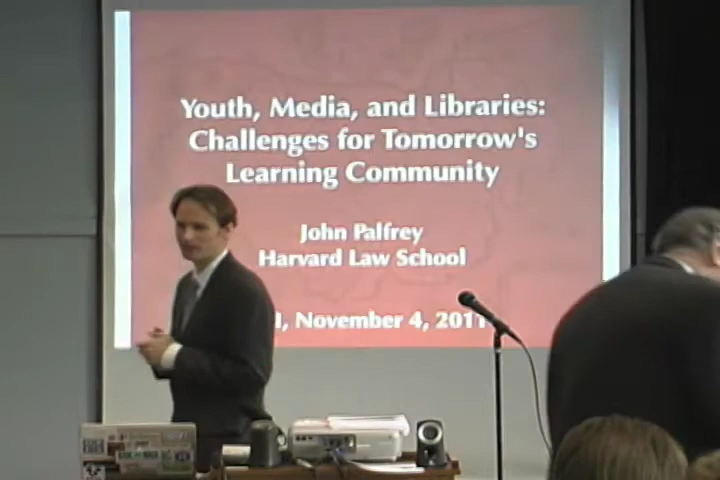 Youth, Media, and Libraries:
Challenges for Tomorrow's
Learning Community
John Palfrey
Harvard Law School
I, November 4, 2011